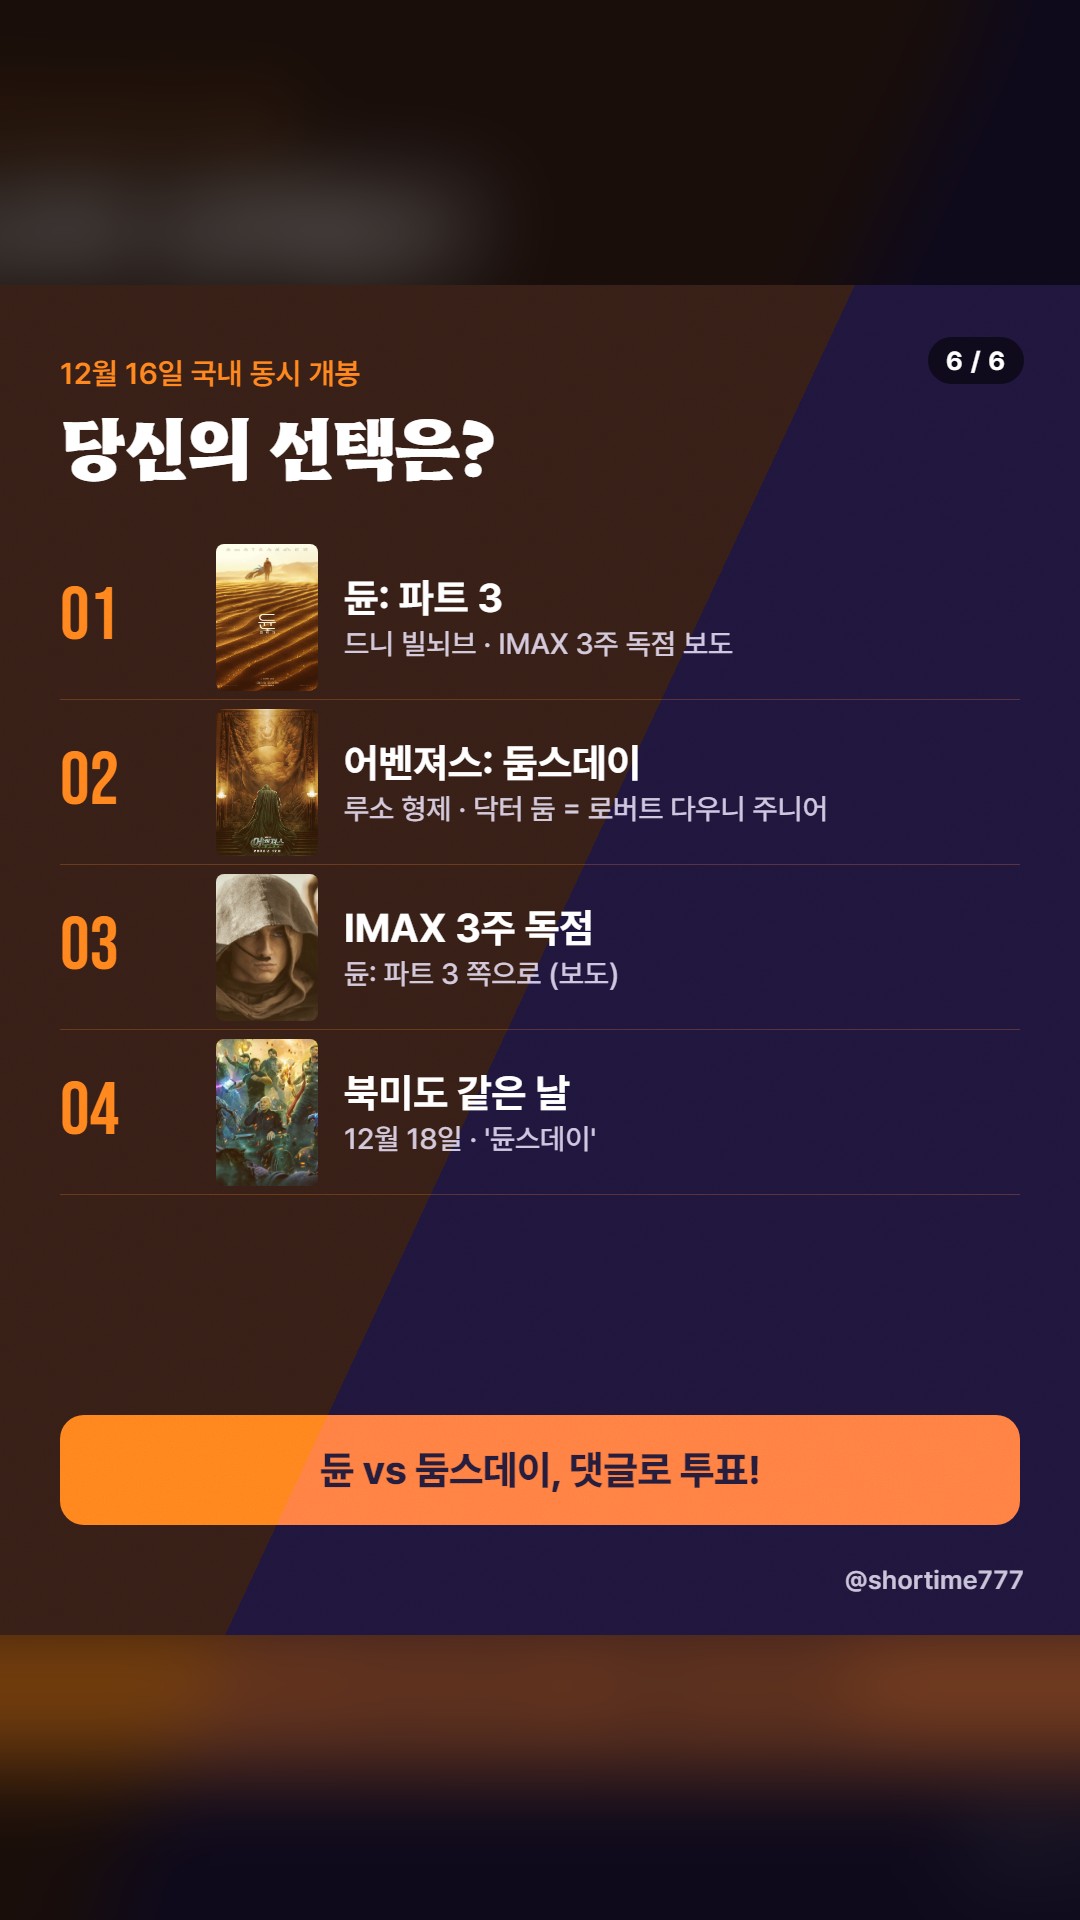 12월 16일 국내 동시 개봉
6 / 6
당신의 선택은?
01
듄: 파트 3
드니 빌뇌브 · IMAX 3주 독점 보도
02
어벤져스: 둠스데이
루소 형제 · 닥터 둠 = 로버트 다우니 주니어
03
IMAX 3주 독점
듄: 파트 3 쪽으로 (보도)
04
북미도 같은 날
12월 18일 · '듄스데이'
듄 vs 둠스데이, 댓글로 투표!
@shortime777